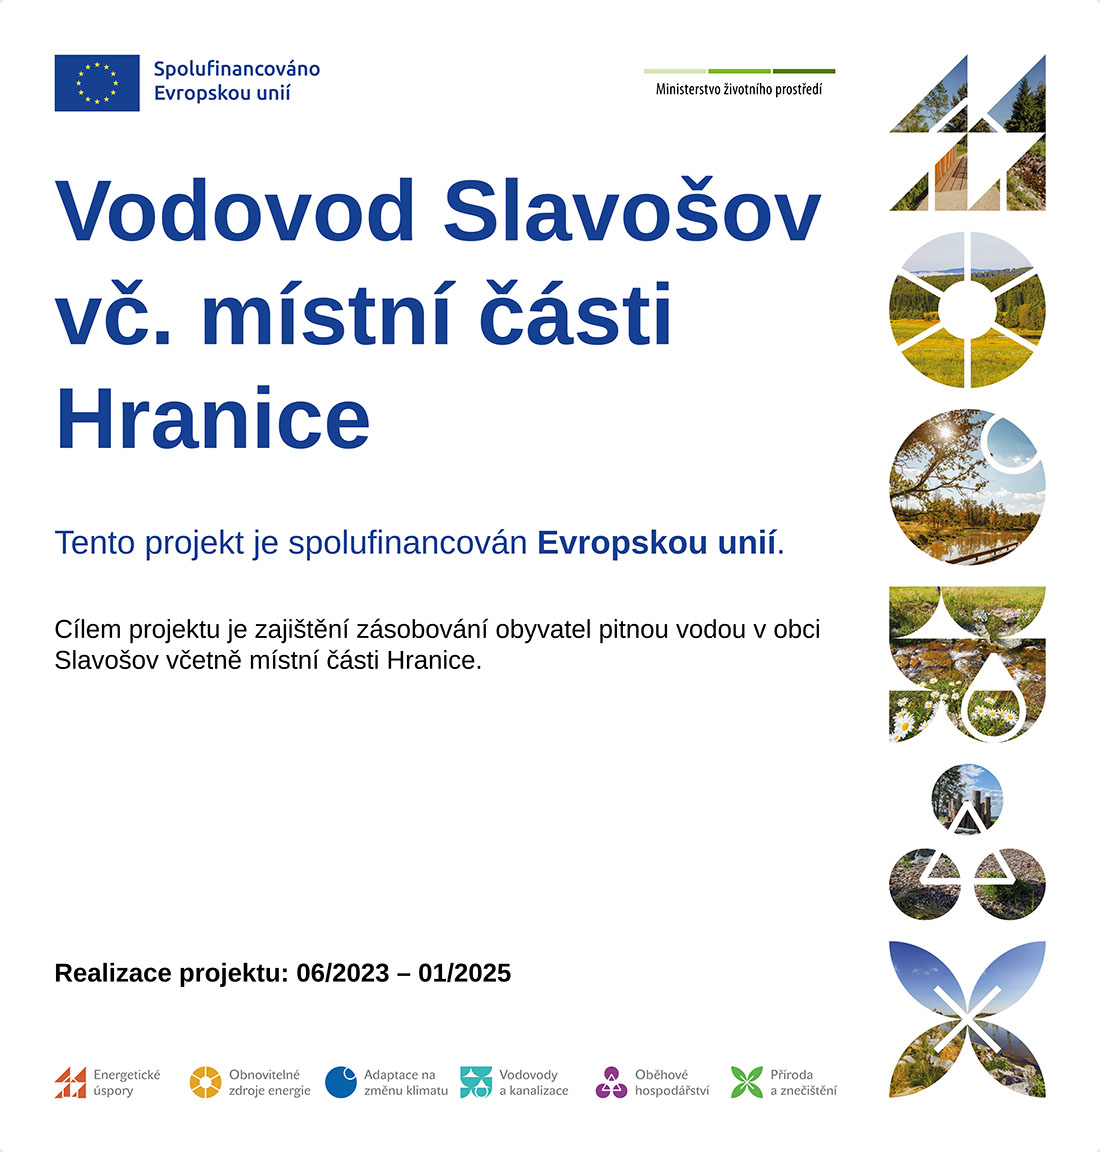 Spolufinancováno
Evropskou unií
Ministerstvo životního prostředí
Vodovod Slavošov
vč. místní části
Hranice
Tento projekt je spolufinancován Evropskou unií.
Cílem projektu je zajištění zásobování obyvatel pitnou vodou v obci
Slavošov včetně místní části Hranice.
Realizace projektu: 06/2023 – 01/2025
Energetické
úspory
Obnovitelné
zdroje energie
Adaptace na
změnu klimatu
Vodovody
a kanalizace
Oběhové
hospodářství
Příroda
a znečištění